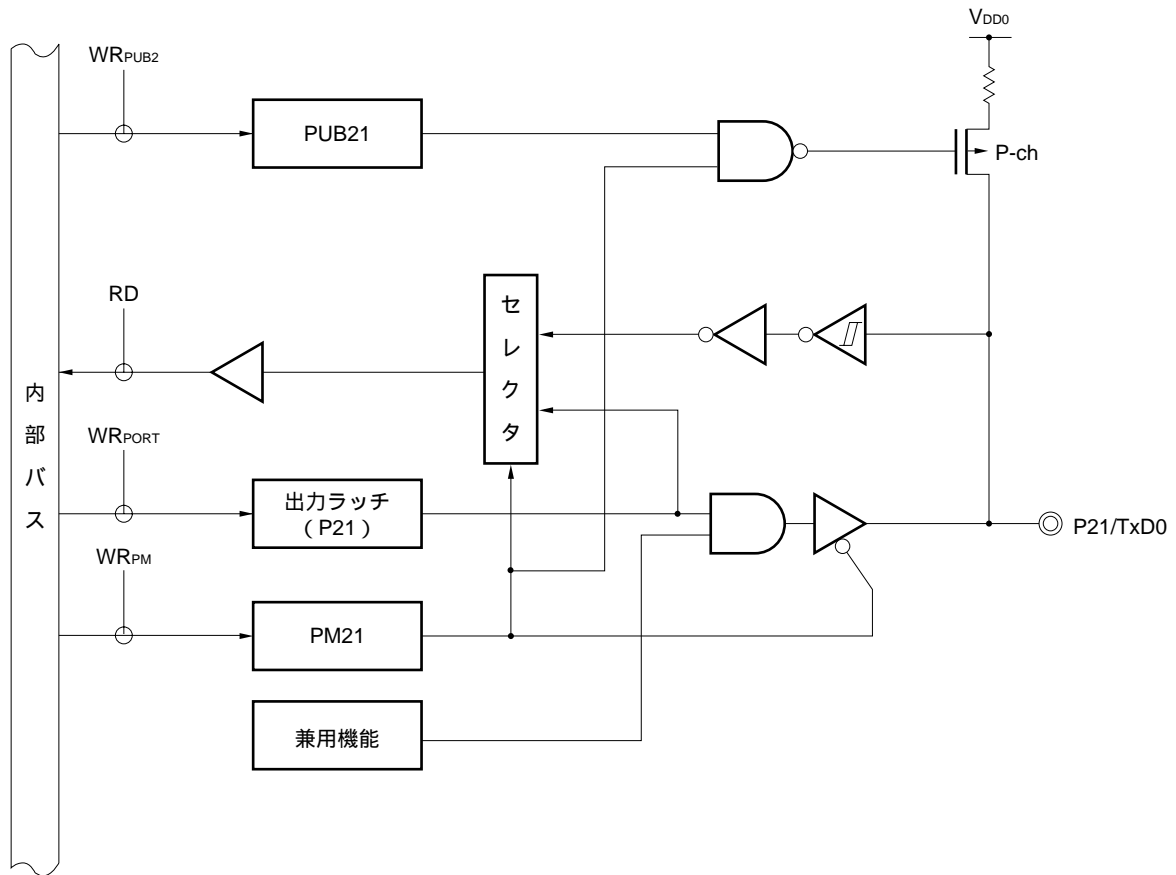 VDD0
WRPUB2
PUB21
P-ch
RD
セレクタ
内部バス
WRPORT
出力ラッチ
（P21）
P21/TxD0
WRPM
PM21
兼用機能